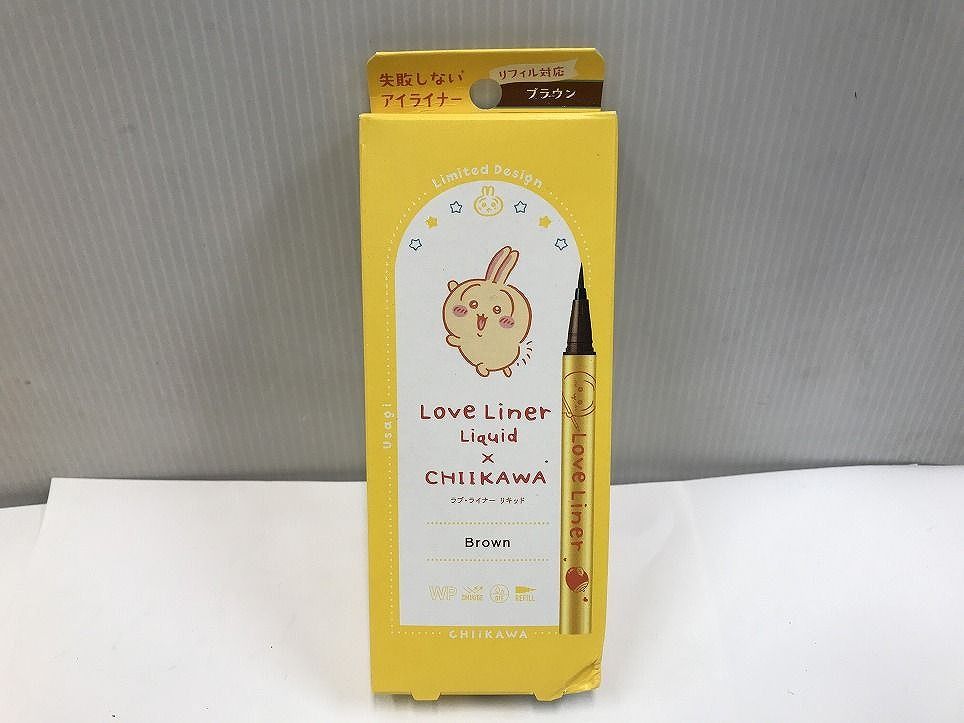 失敗しない
アイライナー
リフィル対応
ブラウン
Limited Design
Usagi
Love Liner
Liquid
×
CHIIKAWA
ラブ・ライナー リキッド
Brown
WP
REFILL
Love Liner
CHIIKAWA